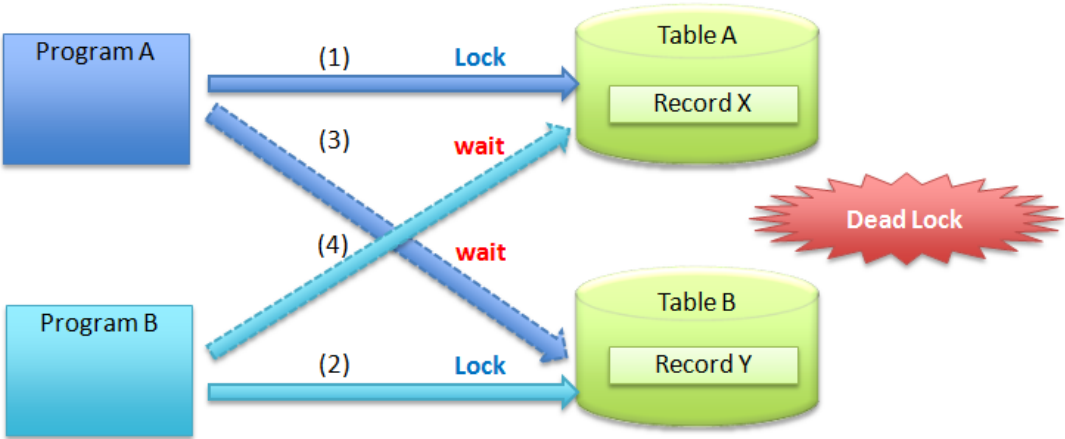 Program A
(1)
Lock
Table A
Record X
(3)
wait
Dead Lock
(4)
wait
Program B
Table B
(2)
Lock
Record Y